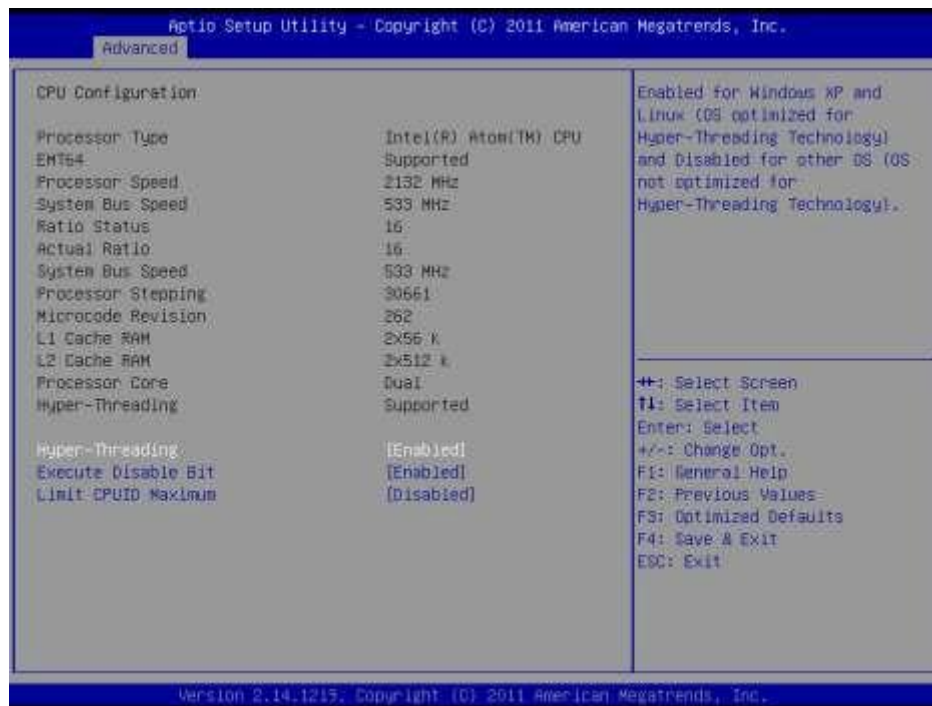 Aptio Setup Utility – Copyright (C) 2011 American Megatrends, Inc.
Advanced
CPU Configuration
Processor Type Intel(R) Atom(TM) CPU
EMT64 Supported
Processor Speed 2132 MHz
System Bus Speed 533 MHz
Ratio Status 16
Actual Ratio 16
System Bus Speed 533 MHz
Processor Stepping 30661
Microcode Revision 262
L1 Cache RAM 2x56 k
L2 Cache RAM 2x512 k
Processor Core Dual
Hyper-Threading Supported
Hyper-Threading [Enabled]
Execute Disable Bit [Enabled]
Limit CPUID Maximum [Disabled]
Enabled for Windows XP and
Linux (OS optimized for
Hyper-Threading Technology)
and Disabled for other OS (OS
not optimized for
Hyper-Threading Technology).
→←: Select Screen
↑↓: Select Item
Enter: Select
+/-: Change Opt.
F1: General Help
F2: Previous Values
F3: Optimized Defaults
F4: Save & Exit
ESC: Exit
Version 2.14.1219. Copyright (C) 2011 American Megatrends, Inc.